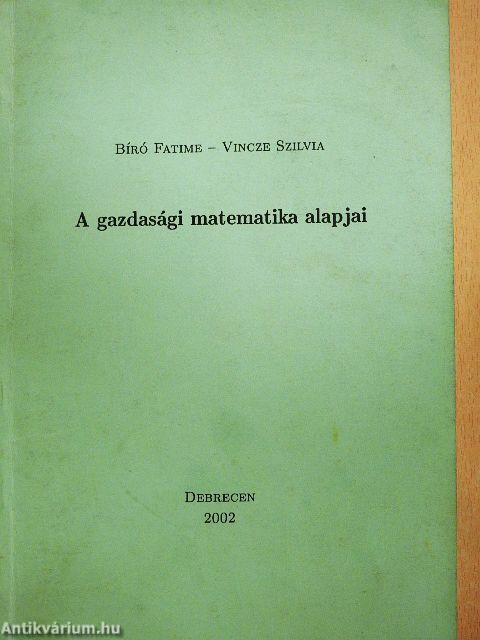 Bíró Fatime – Vincze Szilvia
A gazdasági matematika alapjai
Debrecen
2002
Antikvárium.hu